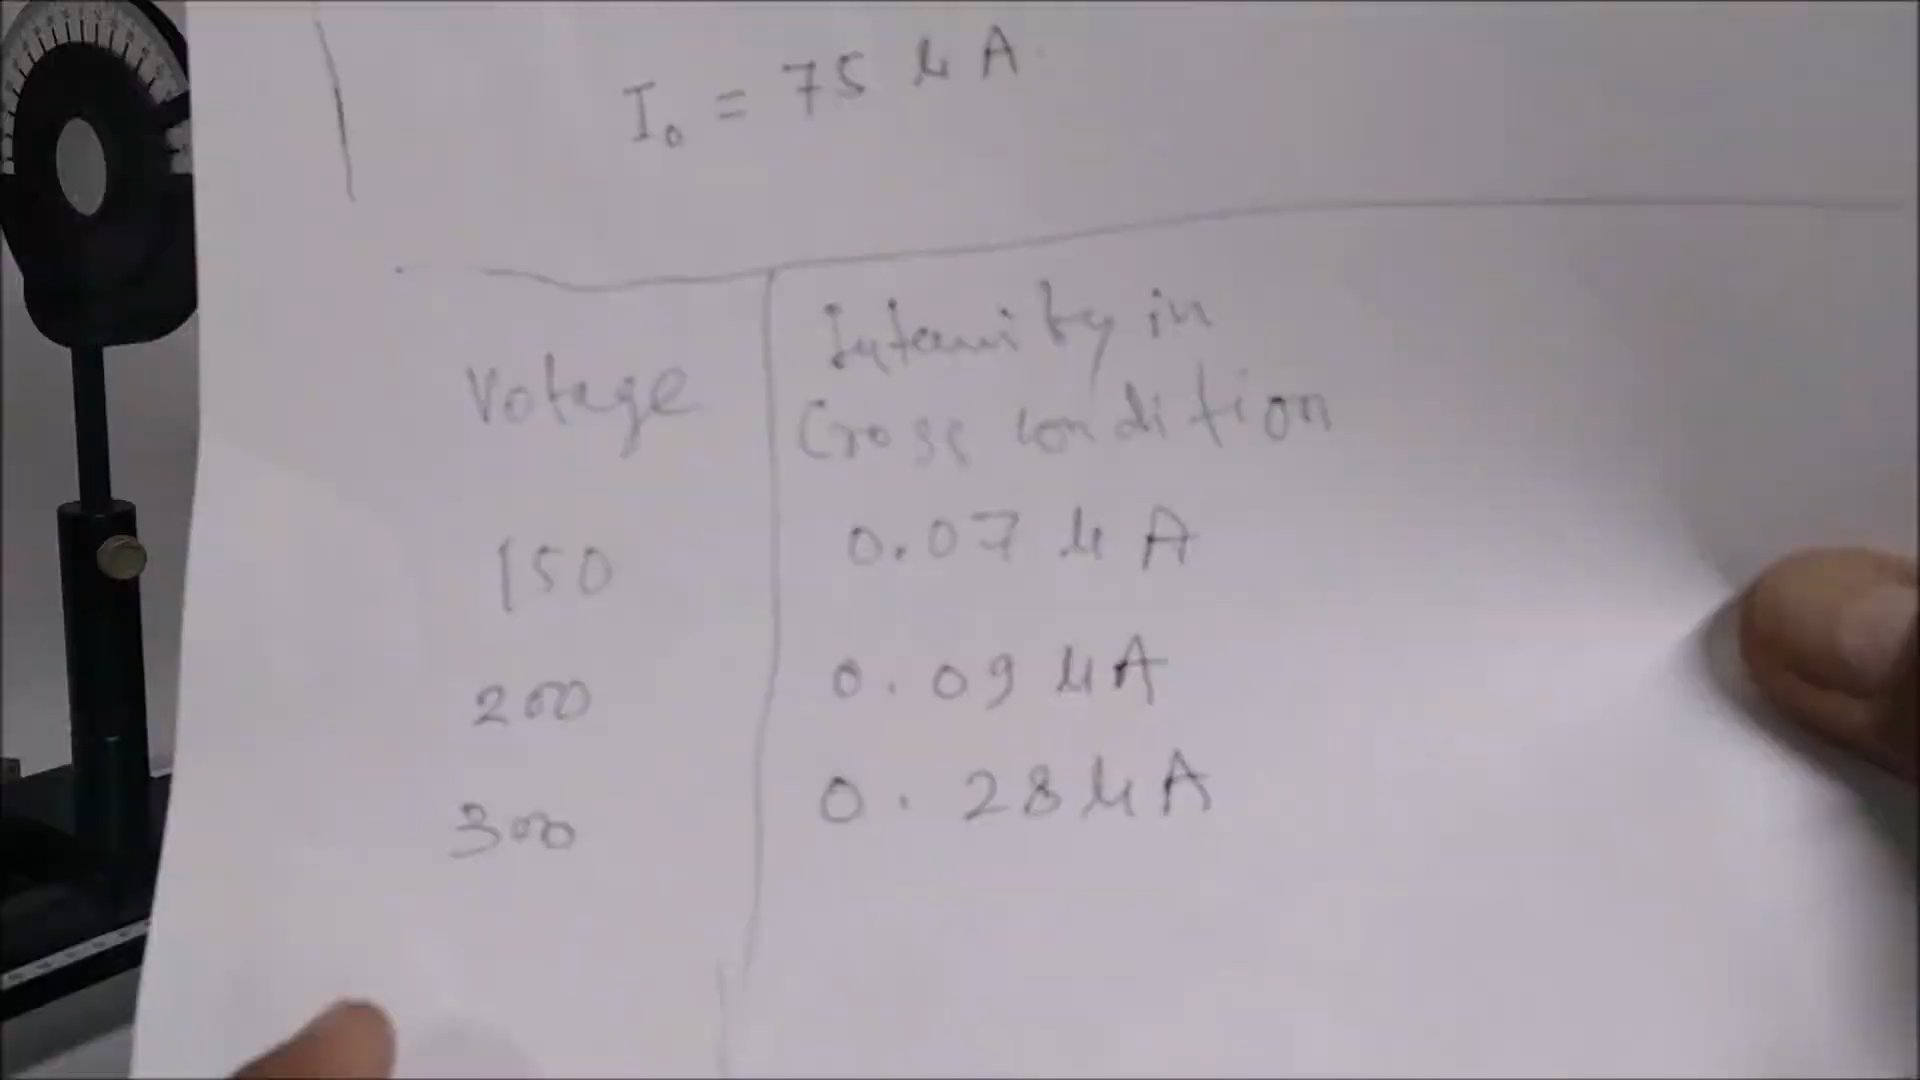 I₀ = 75 μA
Votage
Intensity in
Cross condition
150 0.07 μA
200 0.09 μA
300 0.28 μA